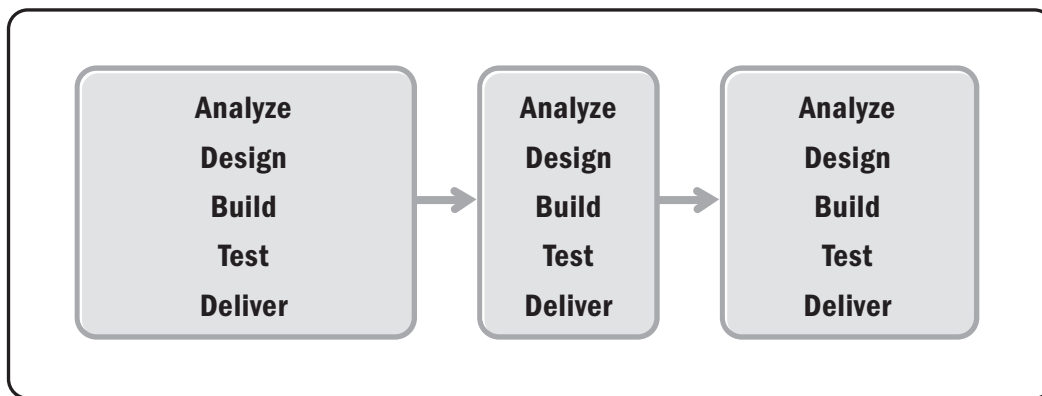 Analyze
Design
Build
Test
Deliver
Analyze
Design
Build
Test
Deliver
Analyze
Design
Build
Test
Deliver